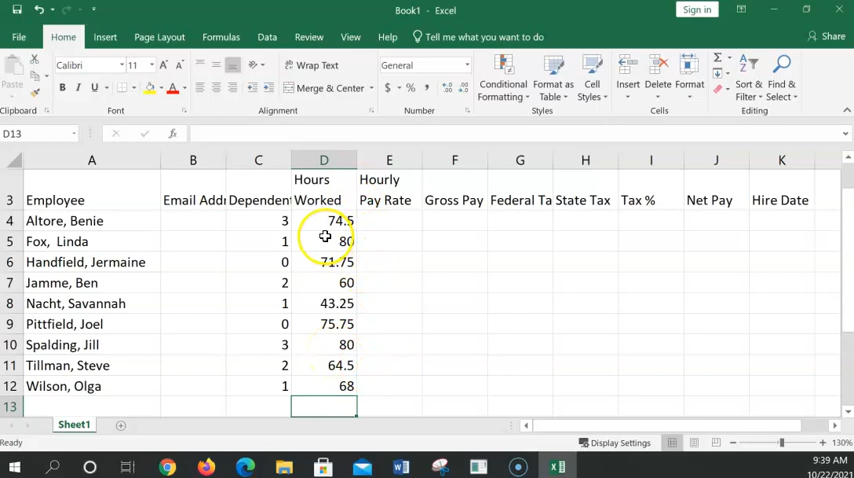 Book1 - Excel
Sign in
File Home Insert Page Layout Formulas Data Review View Help Tell me what you want to do Share
Paste
Calibri 11
Wrap Text
Merge & Center
General
Conditional Formatting
Format as Table
Cell Styles
Insert Delete Format
Sort & Filter
Find & Select
Clipboard Font Alignment Number Styles Cells Editing
D13
A B C D E F G H I J K
Hours Hourly
3 Employee Email Addr Dependent Worked Pay Rate Gross Pay Federal Ta State Tax Tax % Net Pay Hire Date
4 Altore, Benie 3 74.5
5 Fox, Linda 1 80
6 Handfield, Jermaine 0 71.75
7 Jamme, Ben 2 60
8 Nacht, Savannah 1 43.25
9 Pittfield, Joel 0 75.75
10 Spalding, Jill 3 80
11 Tillman, Steve 2 64.5
12 Wilson, Olga 1 68
13
Sheet1
Ready Display Settings 130%
9:39 AM
10/22/2021